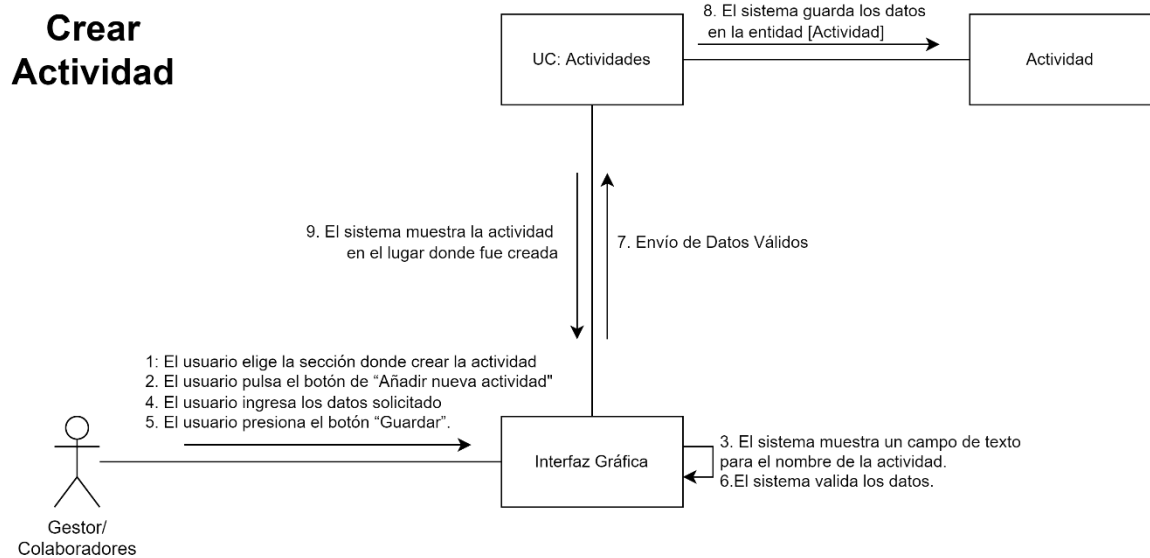 Crear
Actividad
8. El sistema guarda los datos
en la entidad [Actividad]
UC: Actividades
Actividad
9. El sistema muestra la actividad
en el lugar donde fue creada
7. Envío de Datos Válidos
1: El usuario elige la sección donde crear la actividad
2. El usuario pulsa el botón de “Añadir nueva actividad"
4. El usuario ingresa los datos solicitado
5. El usuario presiona el botón “Guardar”.
Interfaz Gráfica
3. El sistema muestra un campo de texto
para el nombre de la actividad.
6.El sistema valida los datos.
Gestor/
Colaboradores